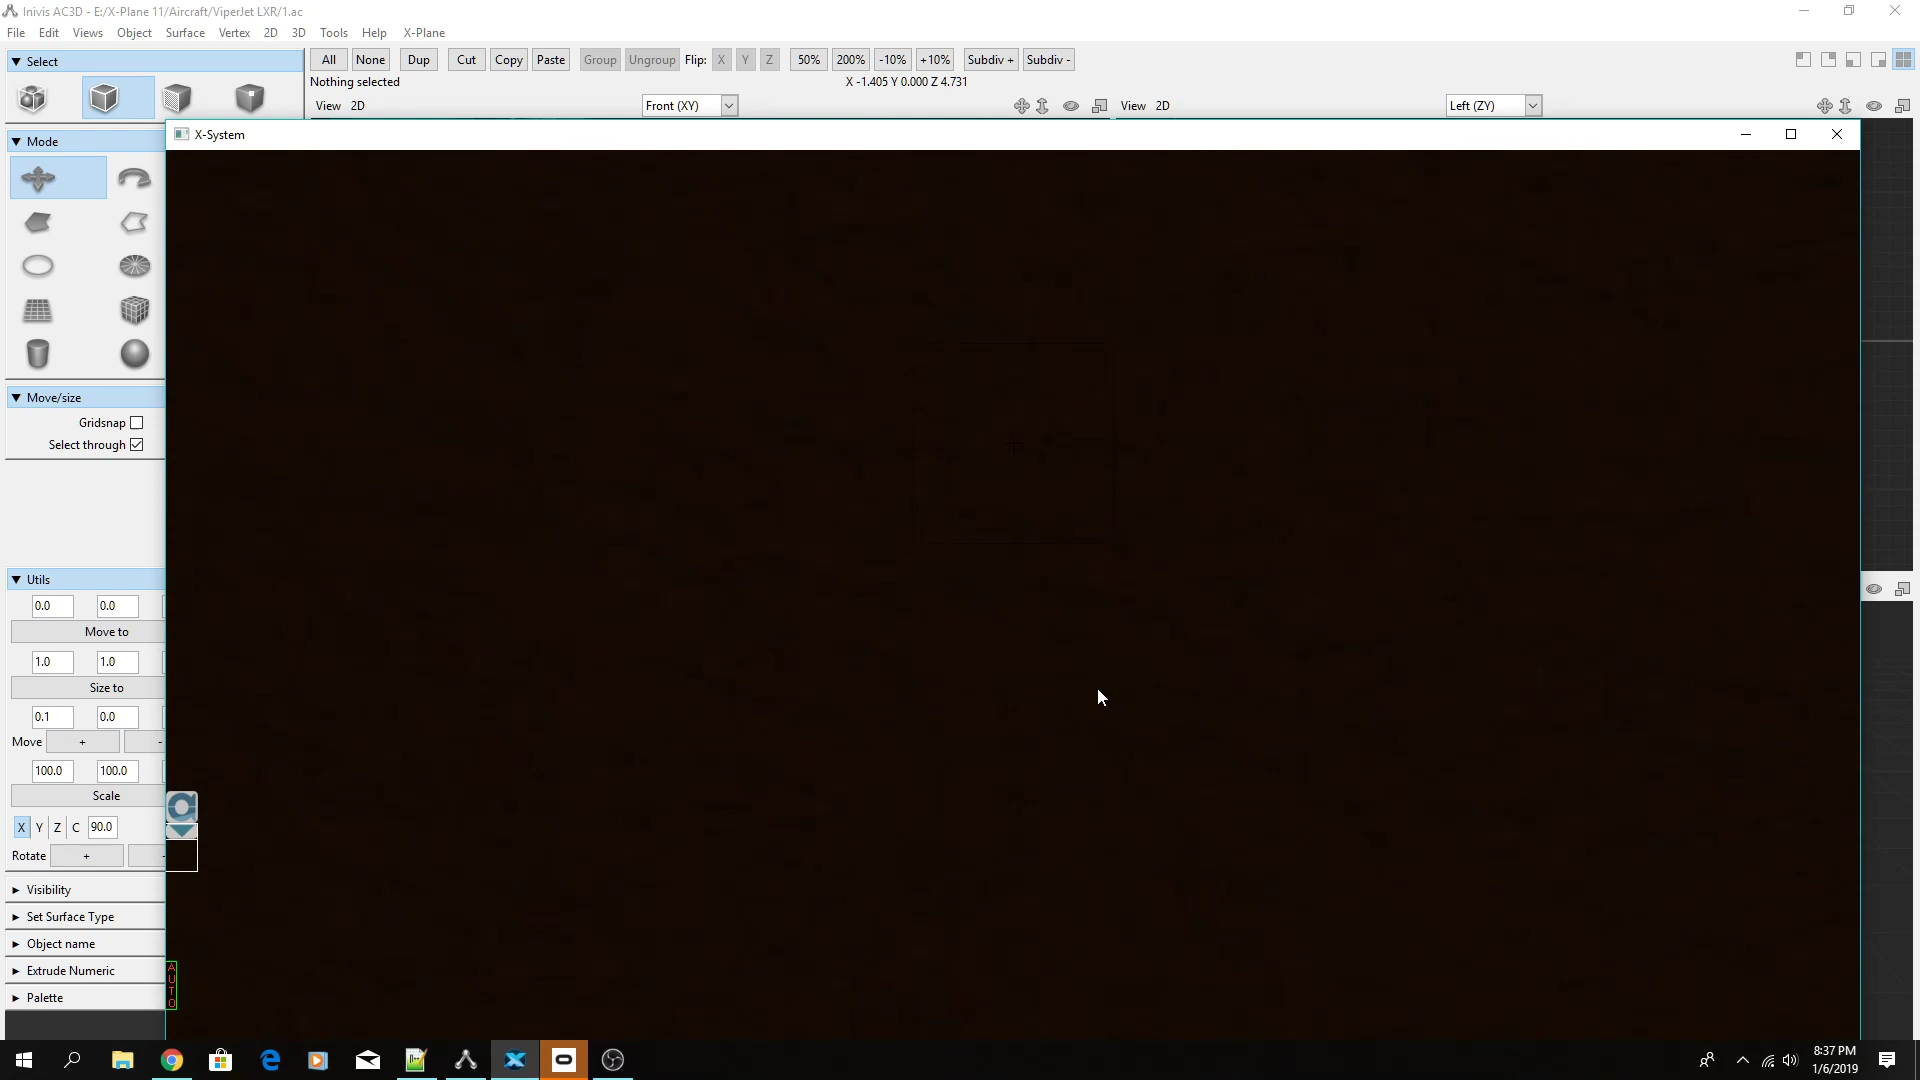 Inivis AC3D - E:/X-Plane 11/Aircraft/ViperJet LXR/1.ac
File Edit Views Object Surface Vertex 2D 3D Tools Help X-Plane
Select
All None Dup Cut Copy Paste Group Ungroup Flip: X Y Z 50% 200% -10% +10% Subdiv + Subdiv -
Nothing selected
X -1.405 Y 0.000 Z 4.731
View 2D Front (XY) View 2D Left (ZY)
X-System
Mode
Move/size
Gridsnap
Select through
Utils
0.0 0.0
Move to
1.0 1.0
Size to
0.1 0.0
Move + -
100.0 100.0
Scale
X Y Z C 90.0
Rotate + -
Visibility
Set Surface Type
Object name
Extrude Numeric
Palette
A
U
T
O
8:37 PM
1/6/2019